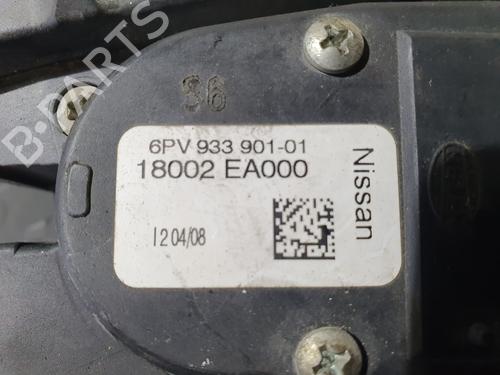 36
6PV 933 901-01
18002 EA000
Nissan
12 04/08
B-PARTS